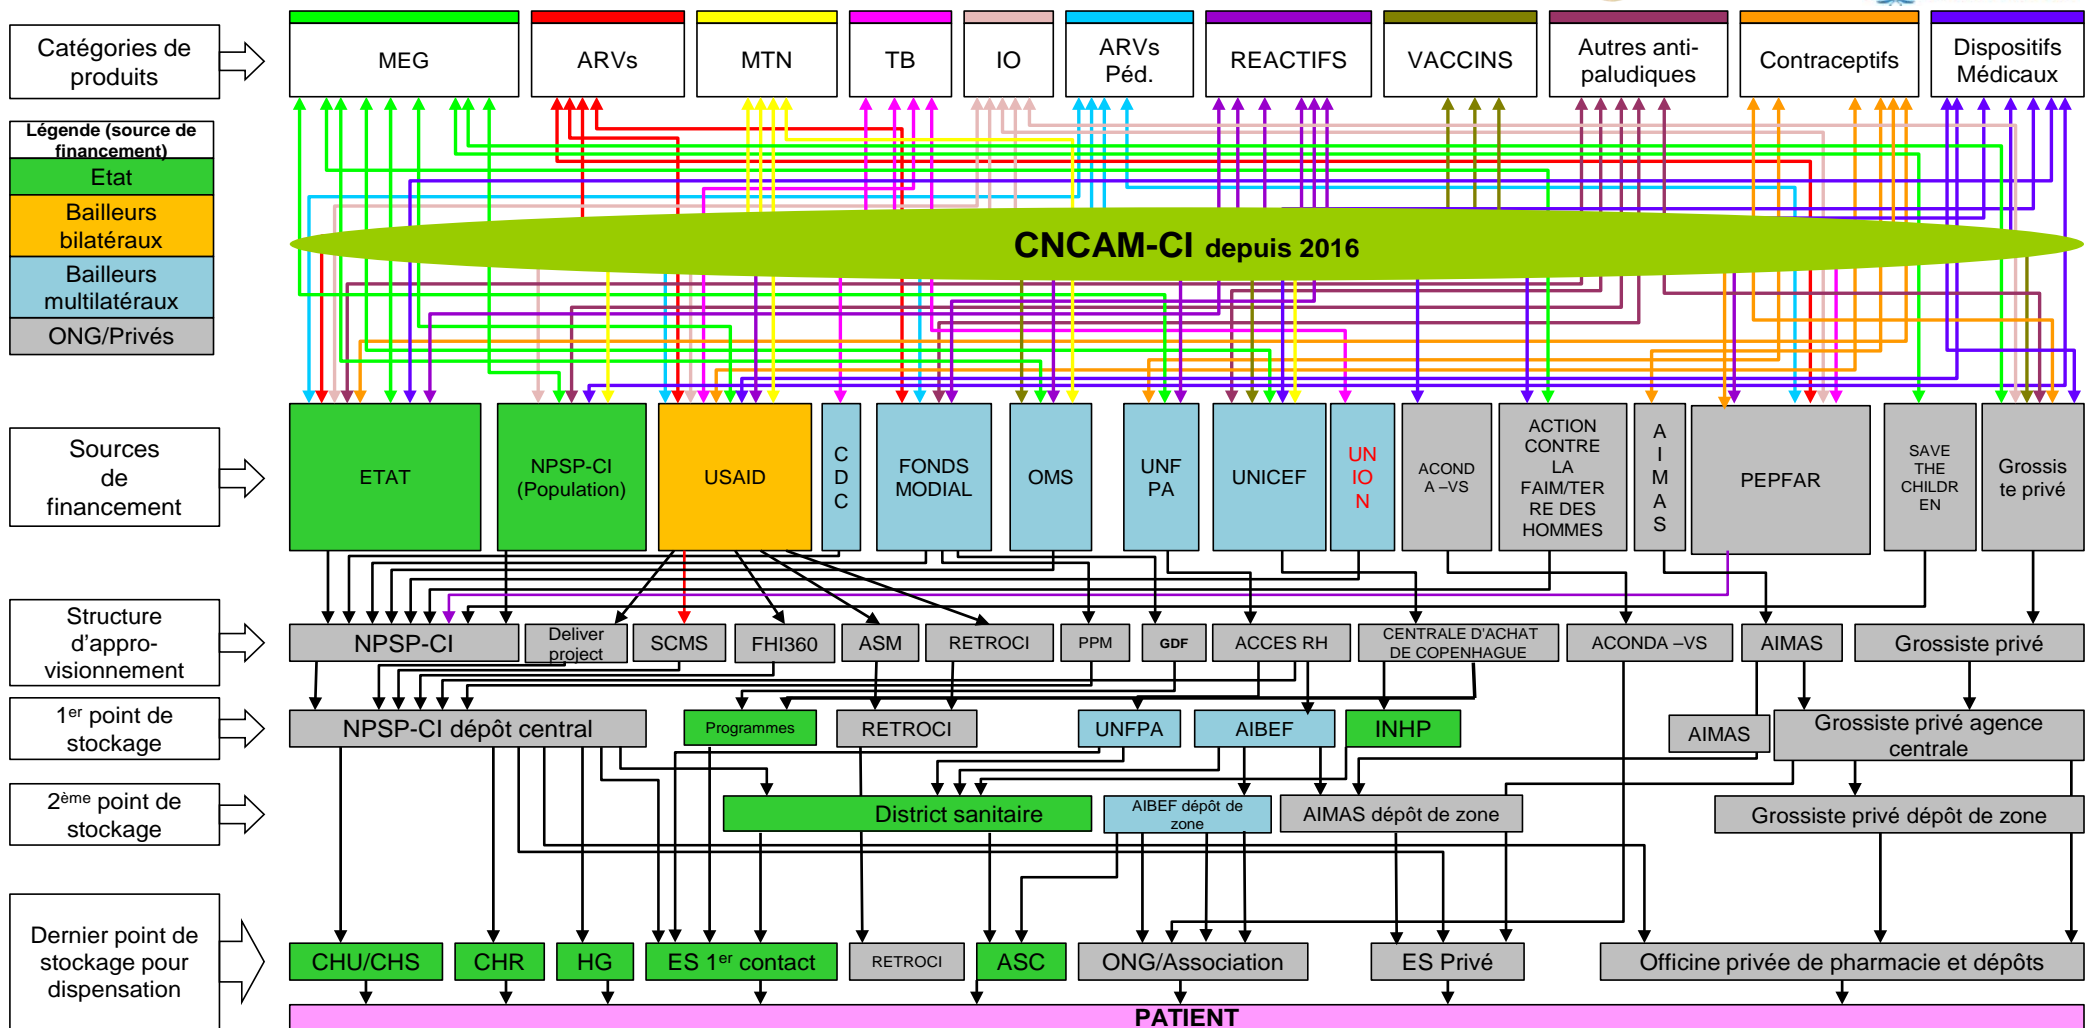 Catégories de
produits
MEG
ARVs
MTN
TB
IO
ARVs
Péd.
REACTIFS
VACCINS
Autres anti-
paludiques
Contraceptifs
Dispositifs
Médicaux
Légende (source de
financement)
Etat
Bailleurs
bilatéraux
Bailleurs
multilatéraux
ONG/Privés
CNCAM-CI depuis 2016
Sources
de
financement
ETAT
NPSP-CI
(Population)
USAID
C
D
C
FONDS
MODIAL
OMS
UNF
PA
UNICEF
UN
IO
N
ACOND
A –VS
ACTION
CONTRE
LA
FAIM/TER
RE DES
HOMMES
A
I
M
A
S
PEPFAR
SAVE
THE
CHILDR
EN
Grossis
te privé
Structure
d'appro-
visionnement
NPSP-CI
Deliver
project
SCMS
FHI360
ASM
RETROCI
PPM
GDF
ACCES RH
CENTRALE D'ACHAT
DE COPENHAGUE
ACONDA –VS
AIMAS
Grossiste privé
1er point de
stockage
NPSP-CI dépôt central
Programmes
RETROCI
UNFPA
AIBEF
INHP
AIMAS
Grossiste privé agence
centrale
2ème point de
stockage
District sanitaire
AIBEF dépôt de
zone
AIMAS dépôt de zone
Grossiste privé dépôt de zone
Dernier point de
stockage pour
dispensation
CHU/CHS
CHR
HG
ES 1er contact
RETROCI
ASC
ONG/Association
ES Privé
Officine privée de pharmacie et dépôts
PATIENT